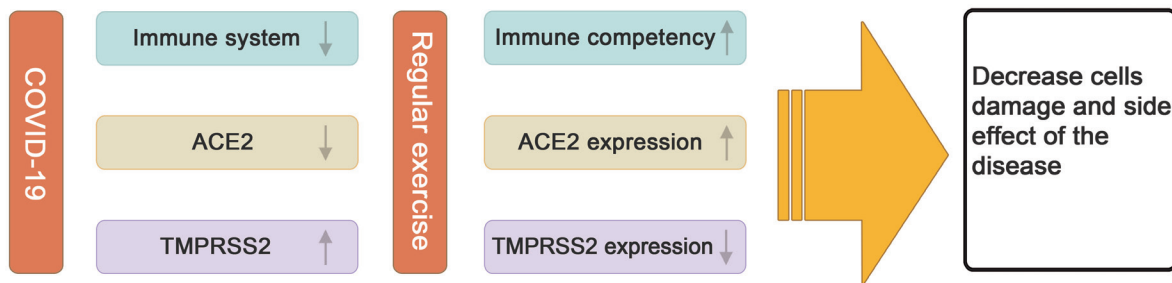 COVID-19
Immune system
ACE2
TMPRSS2
Regular exercise
Immune competency
ACE2 expression
TMPRSS2 expression
Decrease cells
damage and side
effect of the
disease